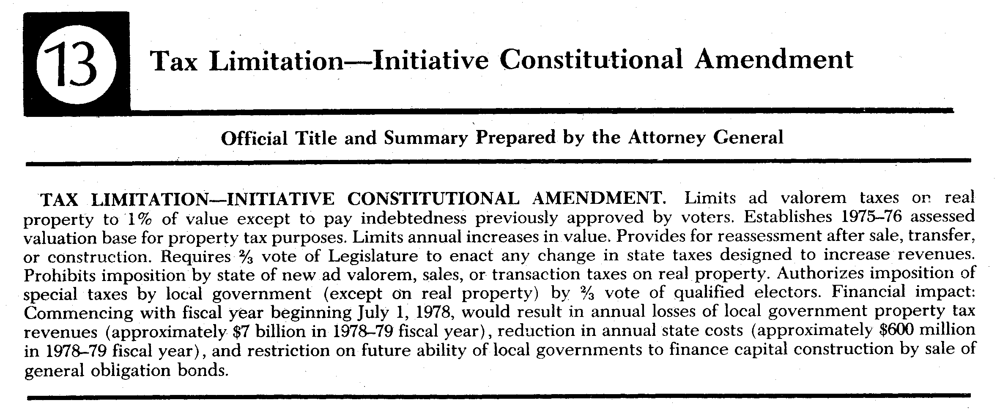 13
Tax Limitation—Initiative Constitutional Amendment
Official Title and Summary Prepared by the Attorney General
TAX LIMITATION—INITIATIVE CONSTITUTIONAL AMENDMENT. Limits ad valorem taxes on real
property to 1% of value except to pay indebtedness previously approved by voters. Establishes 1975–76 assessed
valuation base for property tax purposes. Limits annual increases in value. Provides for reassessment after sale, transfer,
or construction. Requires ⅔ vote of Legislature to enact any change in state taxes designed to increase revenues.
Prohibits imposition by state of new ad valorem, sales, or transaction taxes on real property. Authorizes imposition of
special taxes by local government (except on real property) by ⅔ vote of qualified electors. Financial impact:
Commencing with fiscal year beginning July 1, 1978, would result in annual losses of local government property tax
revenues (approximately $7 billion in 1978–79 fiscal year), reduction in annual state costs (approximately $600 million
in 1978–79 fiscal year), and restriction on future ability of local governments to finance capital construction by sale of
general obligation bonds.